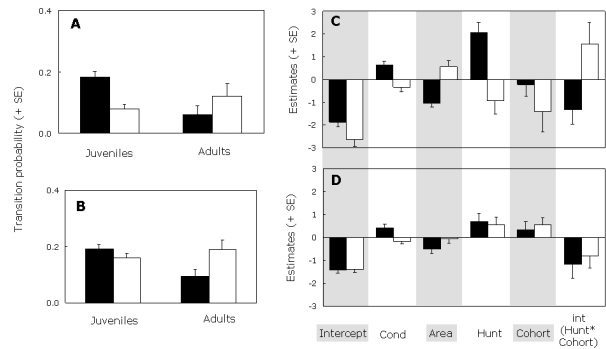 A
0.4
0.2
0.0
Juveniles
Adults
Transition probability (+ SE)
B
0.4
0.2
0.0
Juveniles
Adults
C
3
2
1
0
-1
-2
-3
Estimates (+ SE)
D
3
2
1
0
-1
-2
-3
Estimates (+ SE)
Intercept
Cond
Area
Hunt
Cohort
int
(Hunt*
Cohort)